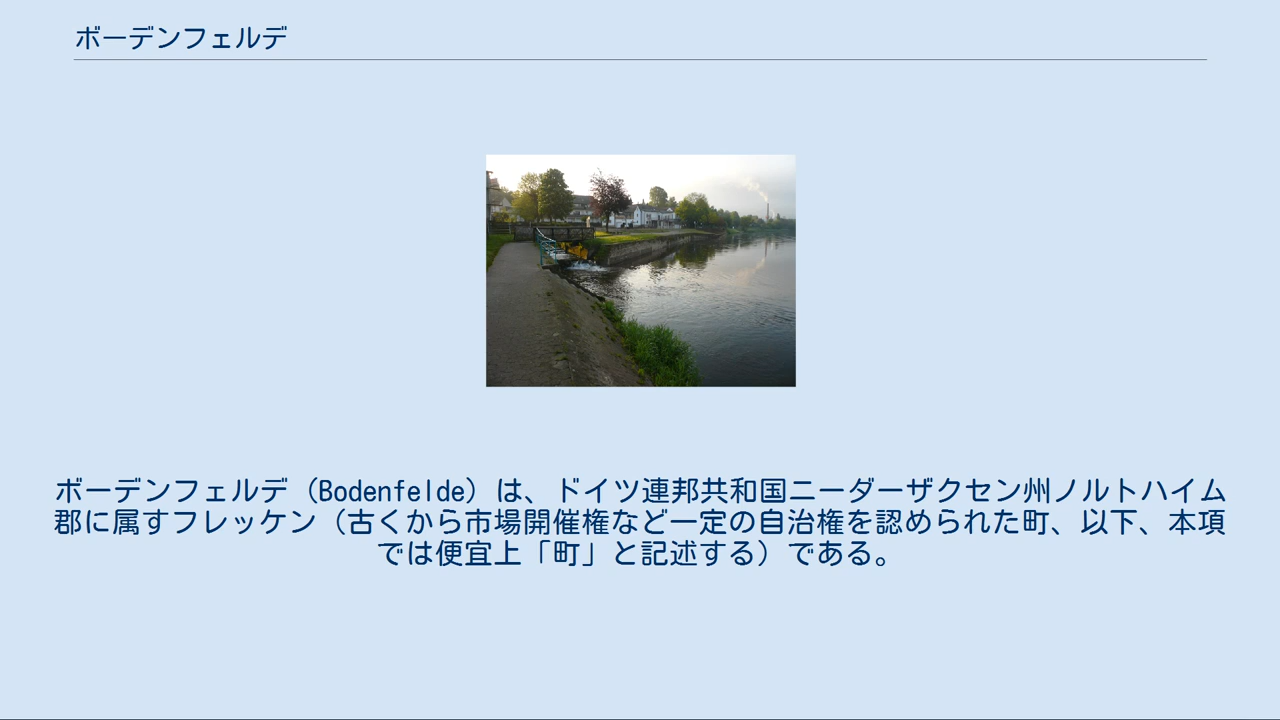 ボーデンフェルデ
ボーデンフェルデ（Bodenfelde）は、ドイツ連邦共和国ニーダーザクセン州ノルトハイム
郡に属すフレッケン（古くから市場開催権など一定の自治権を認められた町、以下、本項
では便宜上「町」と記述する）である。